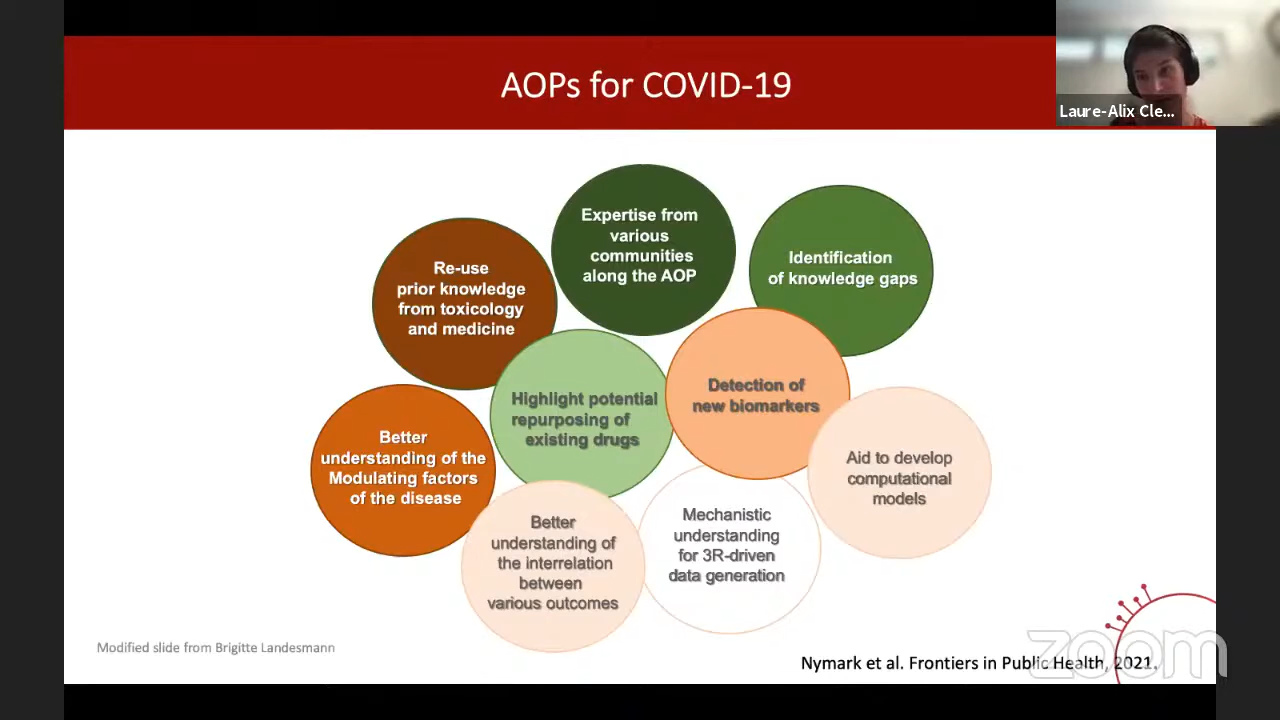 AOPs for COVID-19
Laure-Alix Cle...
Expertise from
various
communities
along the AOP
Identification
of knowledge gaps
Re-use
prior knowledge
from toxicology
and medicine
Highlight potential
repurposing of
existing drugs
Detection of
new biomarkers
Better
understanding of the
Modulating factors
of the disease
Aid to develop
computational
models
Better
understanding of
the interrelation
between
various outcomes
Mechanistic
understanding
for 3R-driven
data generation
Modified slide from Brigitte Landesmann
Nymark et al. Frontiers in Public Health, 2021.
zoom